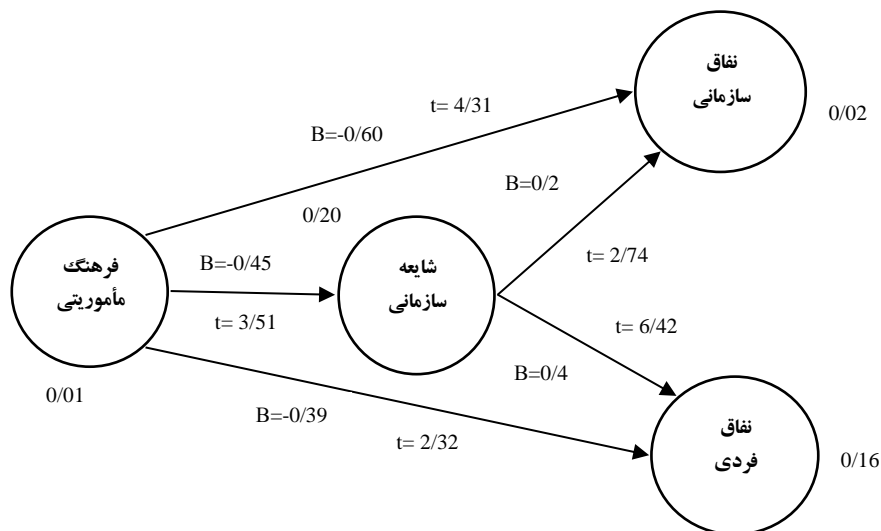 نفاق
سازمانی
0/02
t= 4/31
B=-0/60
B=0/2
0/20
فرهنگ
مأموریتی
B=-0/45
شایعه
سازمانی
t= 2/74
t= 3/51
t= 6/42
B=0/4
0/01
B=-0/39
t= 2/32
نفاق
فردی
0/16